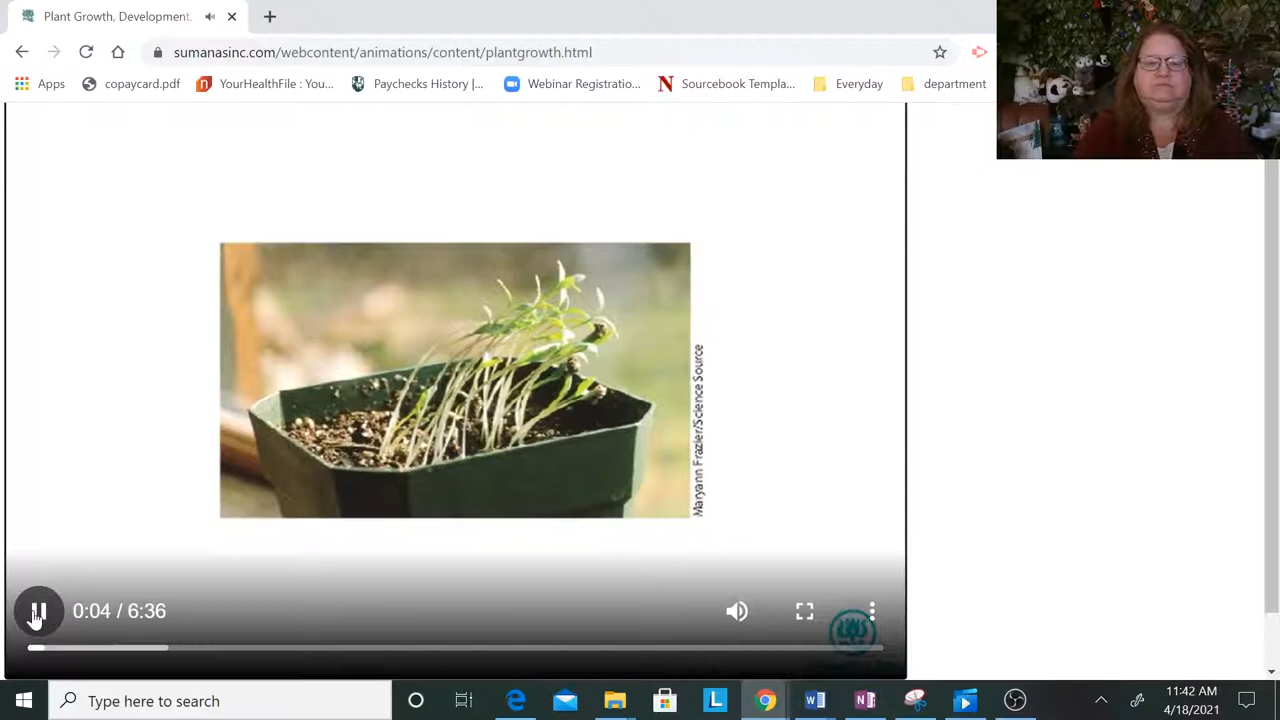 Plant Growth, Development,
sumanasinc.com/webcontent/animations/content/plantgrowth.html
Apps
copaycard.pdf
YourHealthFile : You...
Paychecks History |...
Webinar Registratio...
Sourcebook Templa...
Everyday
department
Maryann Frazier/Science Source
0:04 / 6:36
Type here to search
11:42 AM
4/18/2021